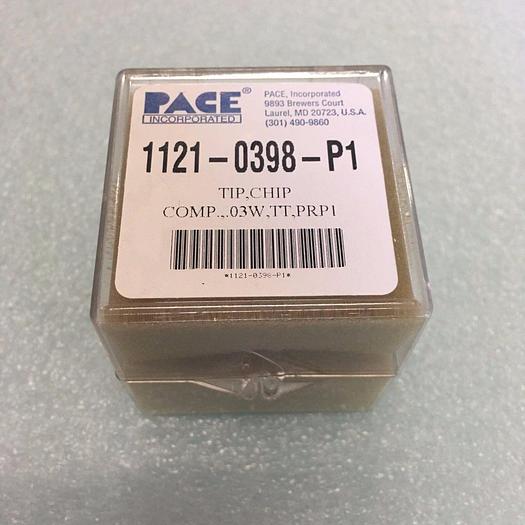 PACE®
INCORPORATED
PACE, Incorporated
9893 Brewers Court
Laurel, MD 20723, U.S.A.
(301) 490-9860
1121-0398-P1
TIP,CHIP
COMP.,.03W,TT,PRP1
*1121-0398-P1*